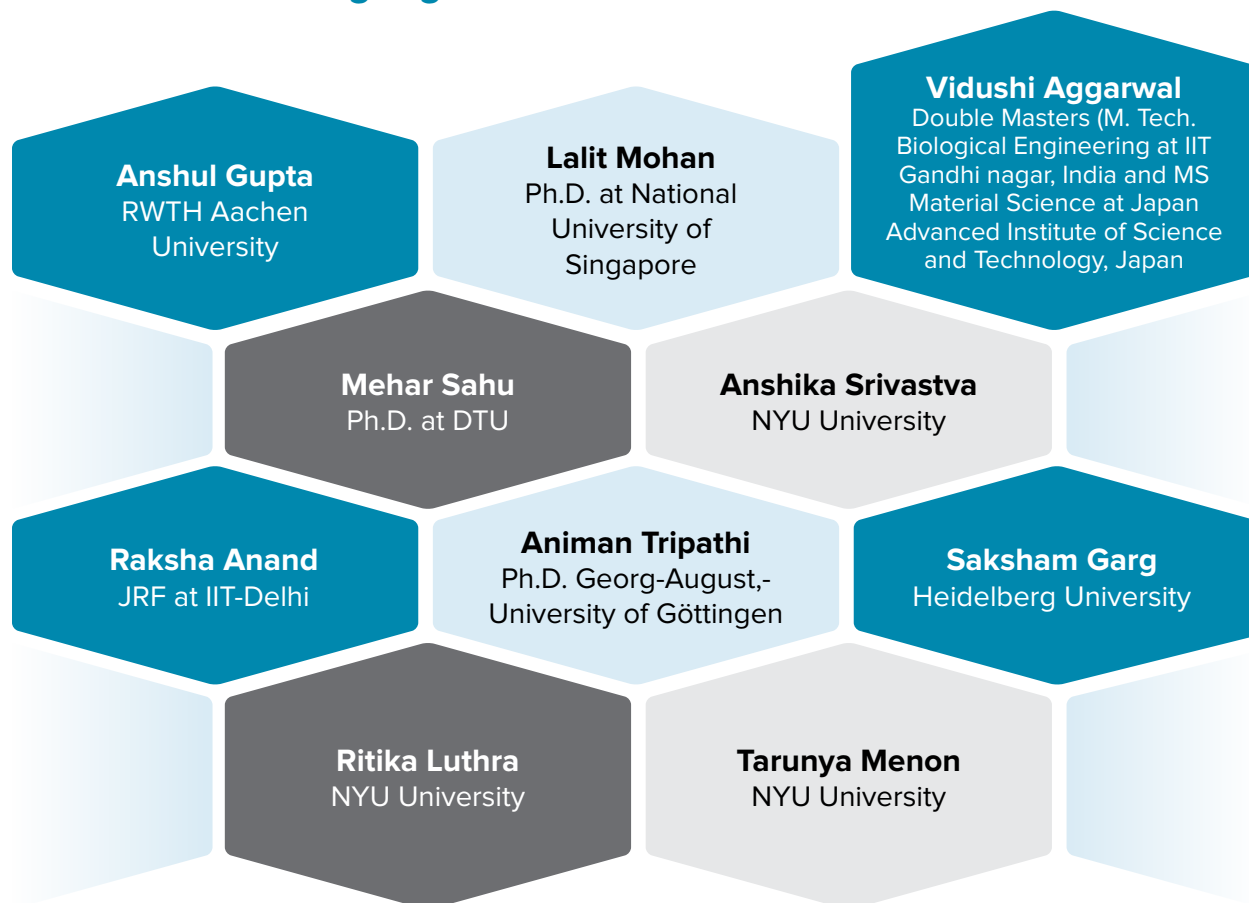 Anshul Gupta
RWTH Aachen
University
Lalit Mohan
Ph.D. at National
University of
Singapore
Vidushi Aggarwal
Double Masters (M. Tech.
Biological Engineering at IIT
Gandhi nagar, India and MS
Material Science at Japan
Advanced Institute of Science
and Technology, Japan
Mehar Sahu
Ph.D. at DTU
Anshika Srivastva
NYU University
Raksha Anand
JRF at IIT-Delhi
Animan Tripathi
Ph.D. Georg-August,-
University of Göttingen
Saksham Garg
Heidelberg University
Ritika Luthra
NYU University
Tarunya Menon
NYU University